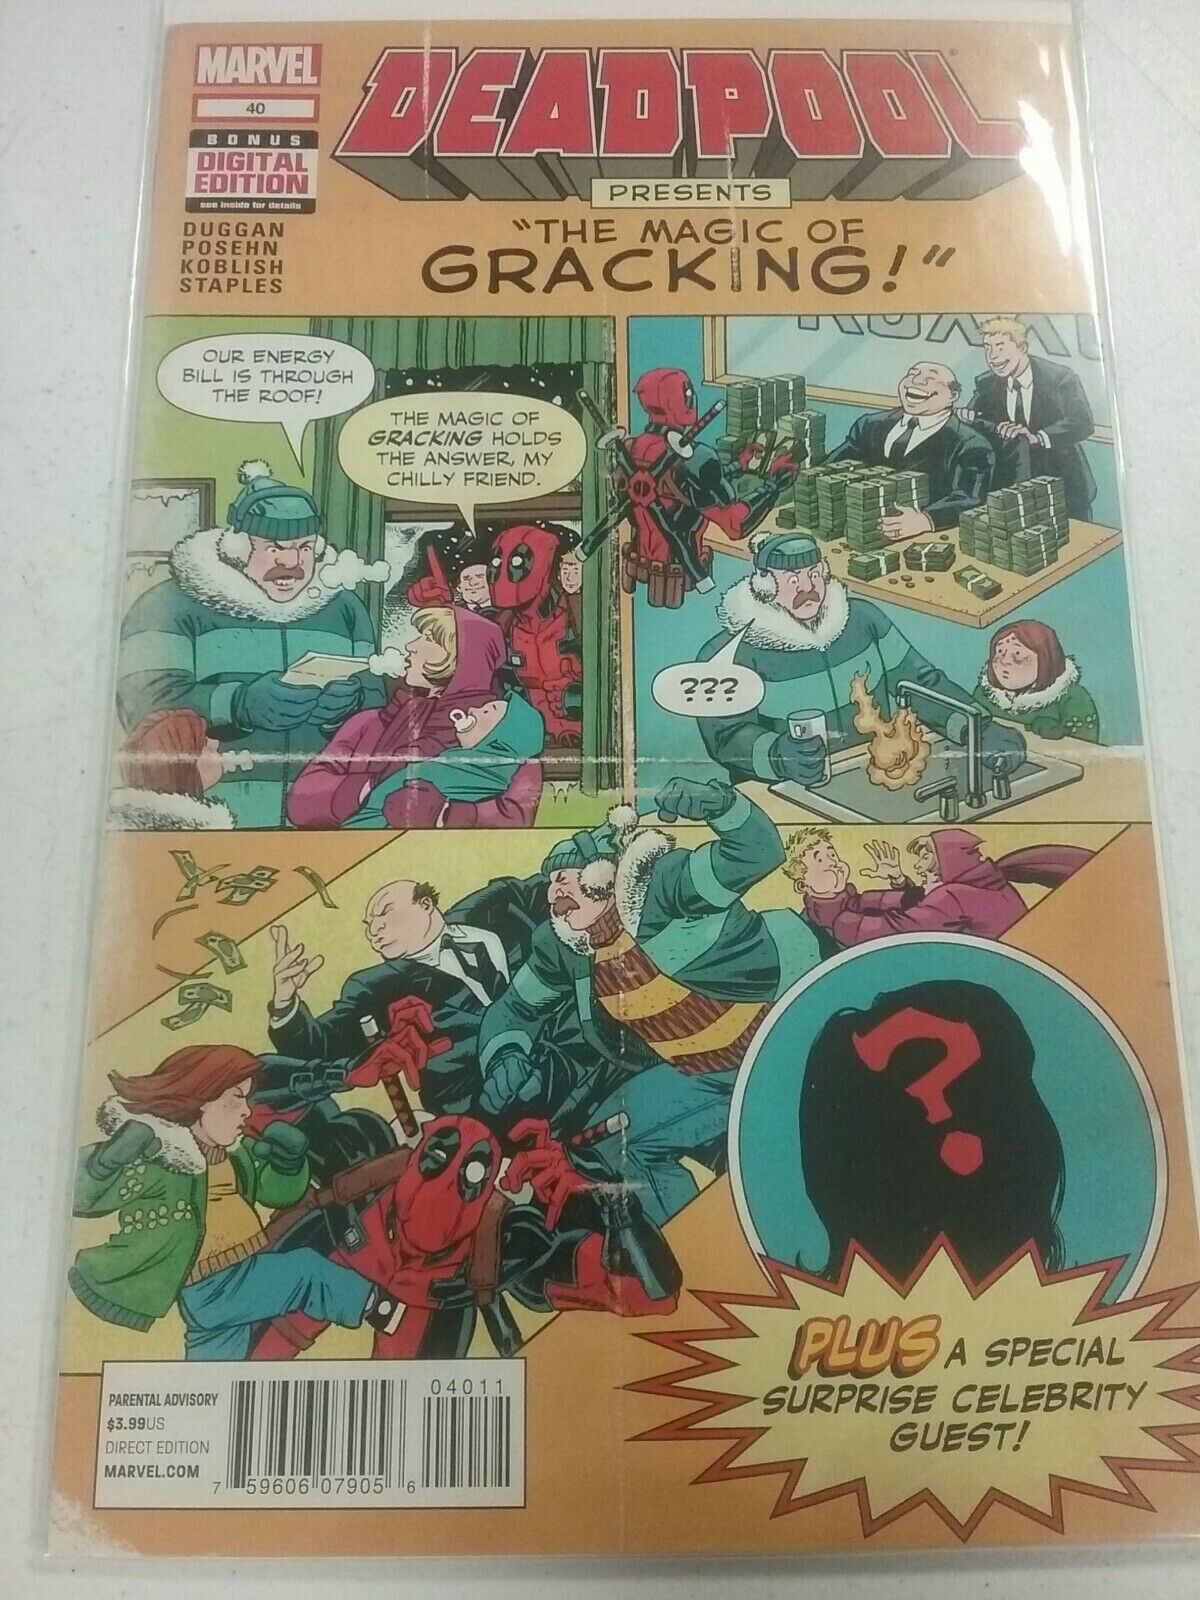 MARVEL
40
BONUS
DIGITAL
EDITION
see inside for details
DUGGAN
POSEHN
KOBLISH
STAPLES
DEADPOOL
PRESENTS
"THE MAGIC OF
GRACKING!"
OUR ENERGY
BILL IS THROUGH
THE ROOF!
THE MAGIC OF
GRACKING HOLDS
THE ANSWER, MY
CHILLY FRIEND.
???
?
PLUS A SPECIAL
SURPRISE CELEBRITY
GUEST!
PARENTAL ADVISORY
$3.99US
DIRECT EDITION
MARVEL.COM
04011
7 59606 07905 6